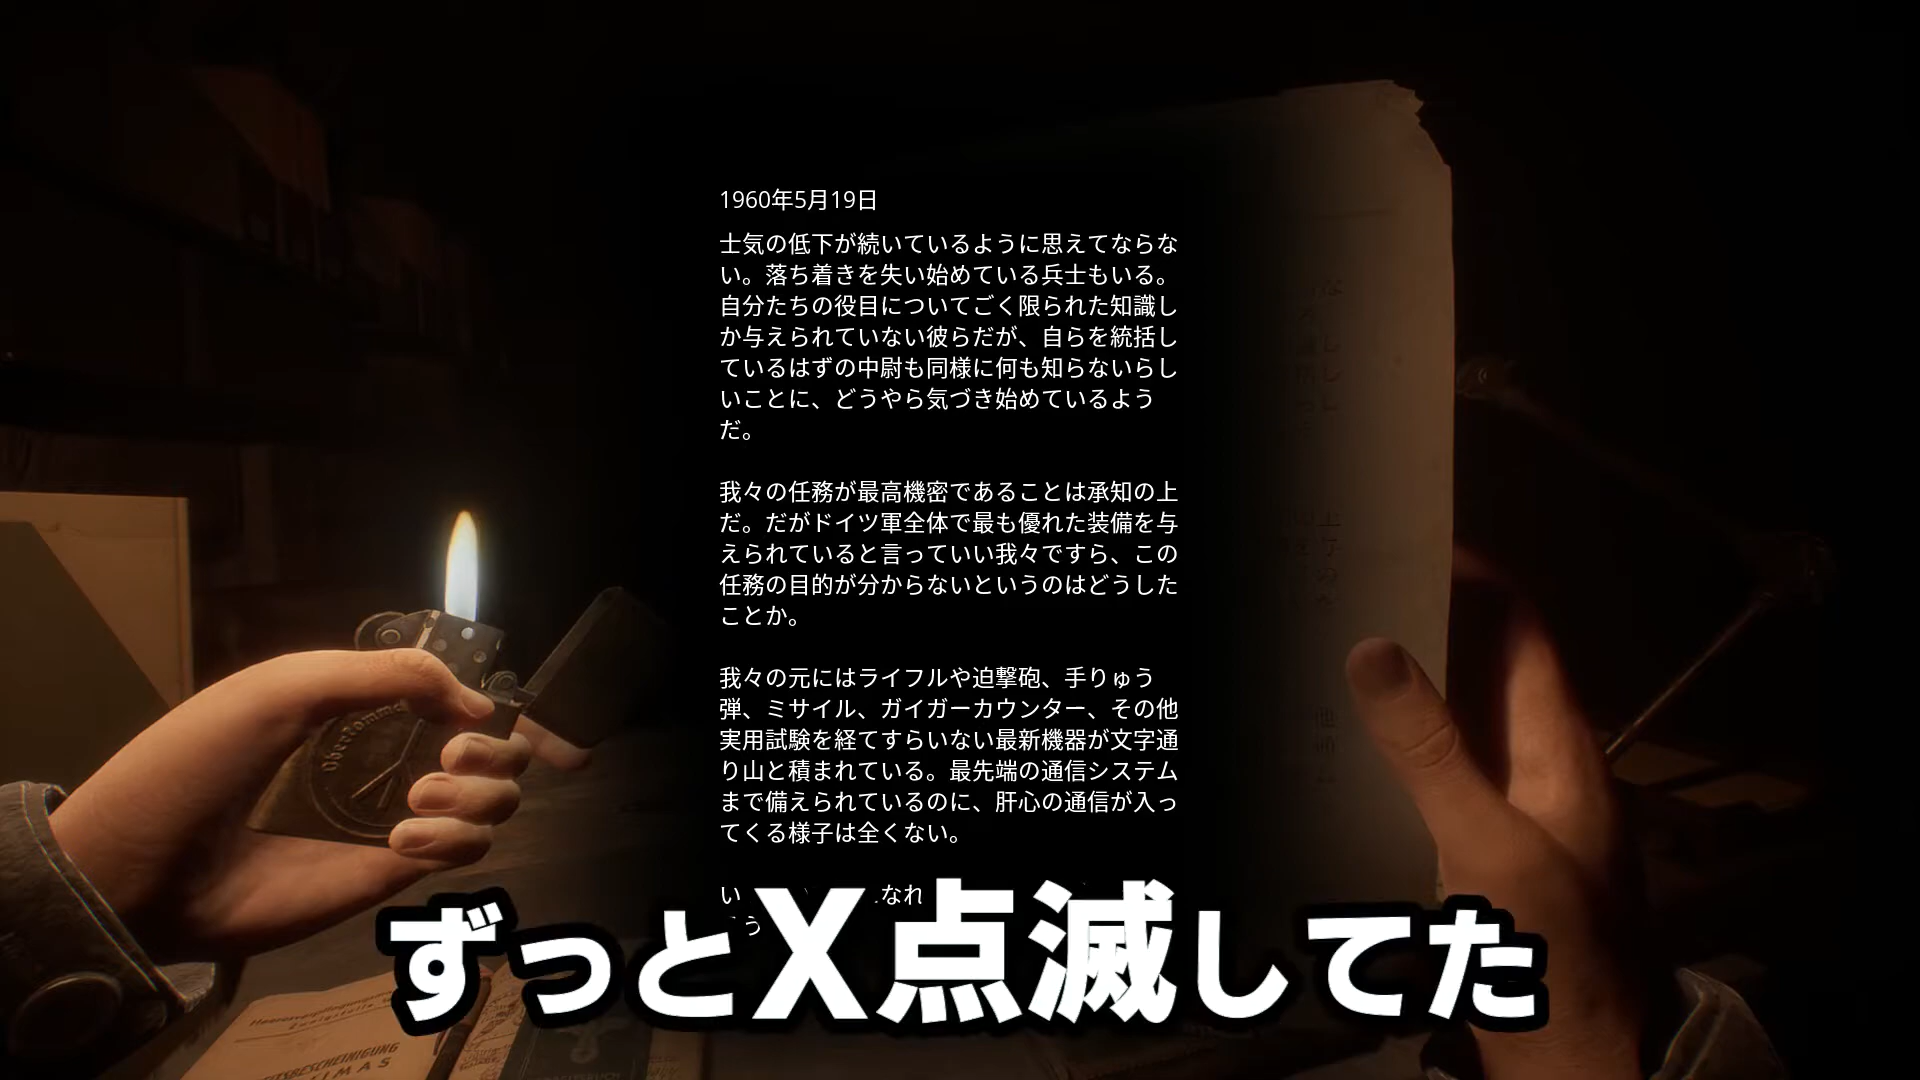 1960年5月19日
士気の低下が続いているように思えてならな
い。落ち着きを失い始めている兵士もいる。
自分たちの役目についてごく限られた知識し
か与えられていない彼らだが、自らを統括し
ているはずの中尉も同様に何も知らないらし
いことに、どうやら気づき始めているよう
だ。
我々の任務が最高機密であることは承知の上
だ。だがドイツ軍全体で最も優れた装備を与
えられていると言っていい我々ですら、この
任務の目的が分からないというのはどうした
ことか。
我々の元にはライフルや迫撃砲、手りゅう
弾、ミサイル、ガイガーカウンター、その他
実用試験を経てすらいない最新機器が文字通
り山と積まれている。最先端の通信システム
まで備えられているのに、肝心の通信が入っ
てくる様子は全くない。
ずっとX点滅してた